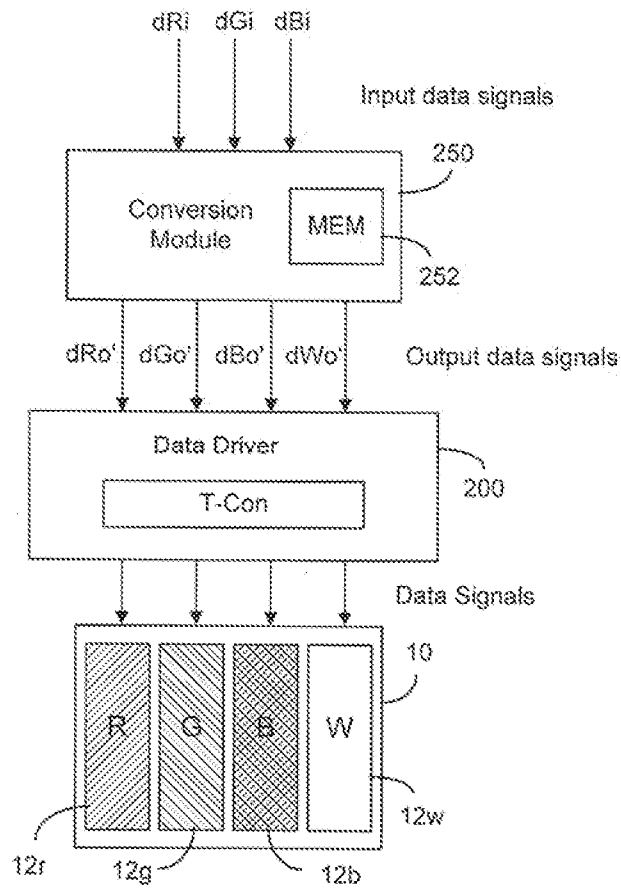 dRi dGi dBi
Input data signals
250
Conversion Module
MEM
252
dRo' dGo' dBo' dWo'
Output data signals
Data Driver
200
T-Con
Data Signals
10
R G B W
12w
12r 12g 12b